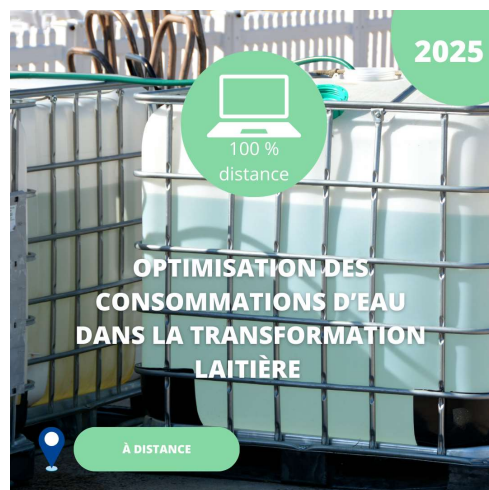 2025
100 %
distance
OPTIMISATION DES
CONSOMMATIONS D'EAU
DANS LA TRANSFORMATION
LAITIÈRE
À DISTANCE